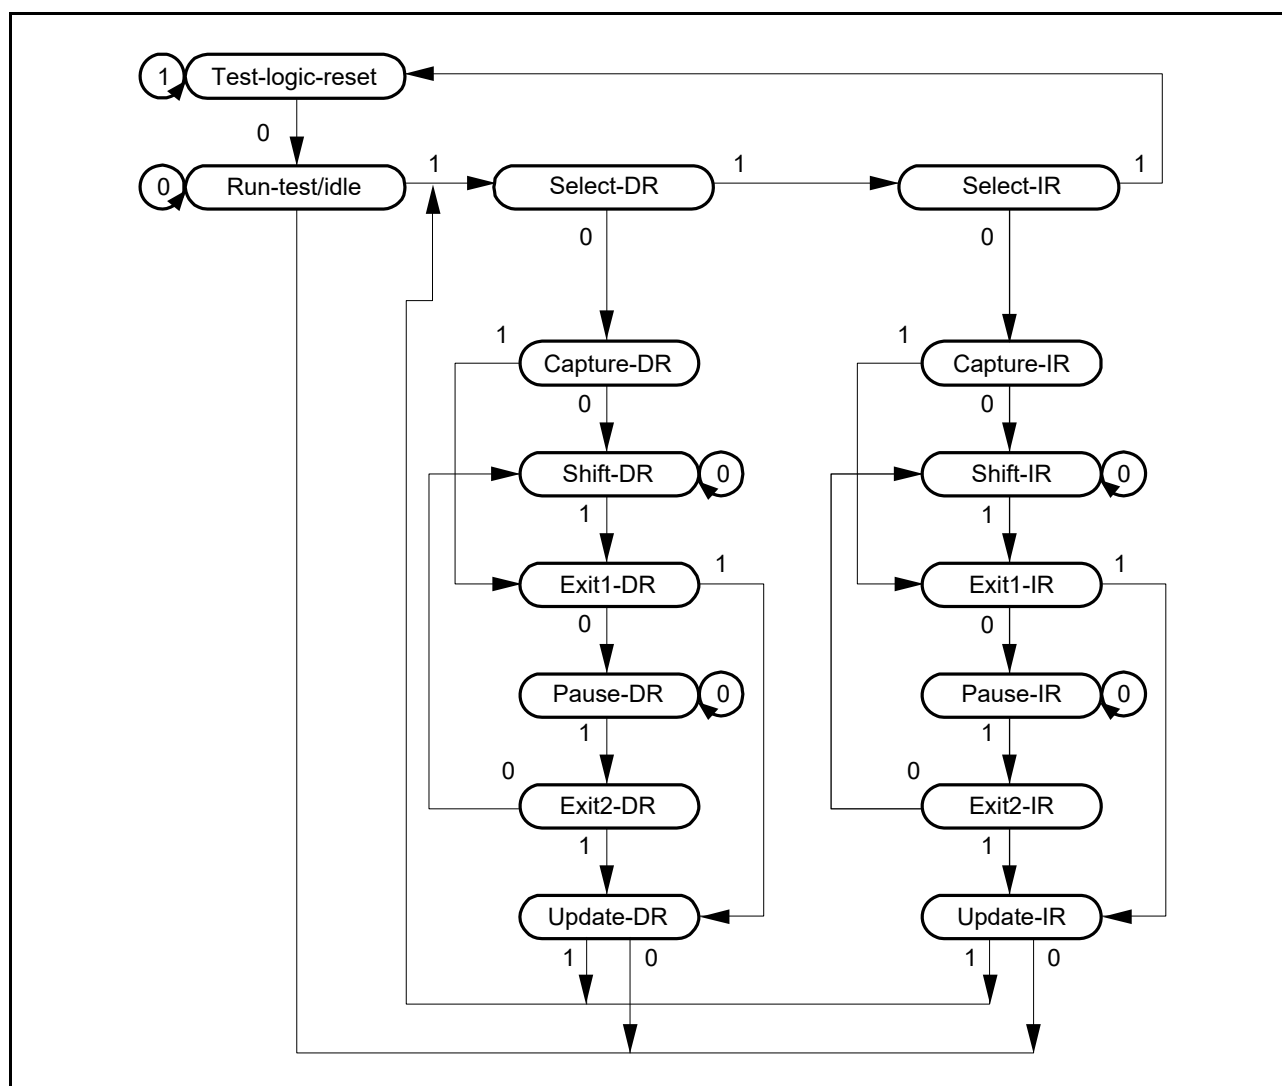 1 Test-logic-reset
0
0 Run-test/idle 1 Select-DR 1 Select-IR 1
0 0
1 1
Capture-DR Capture-IR
0 0
Shift-DR 0 Shift-IR 0
1 1
Exit1-DR 1 Exit1-IR 1
0 0
Pause-DR 0 Pause-IR 0
1 1
0 0
Exit2-DR Exit2-IR
1 1
Update-DR Update-IR
1 0 1 0